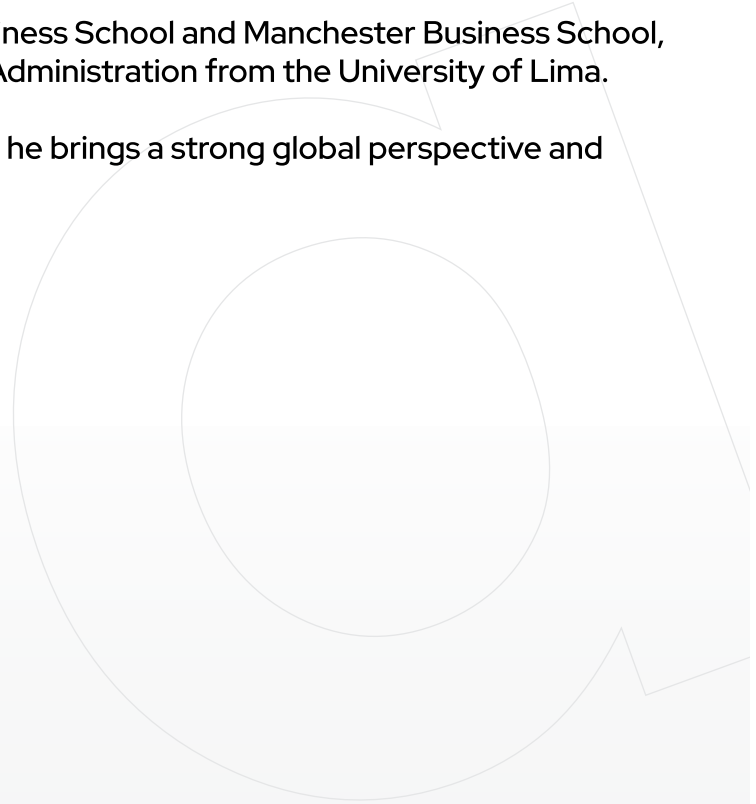 ness School and Manchester Business School,
Administration from the University of Lima.
he brings a strong global perspective and